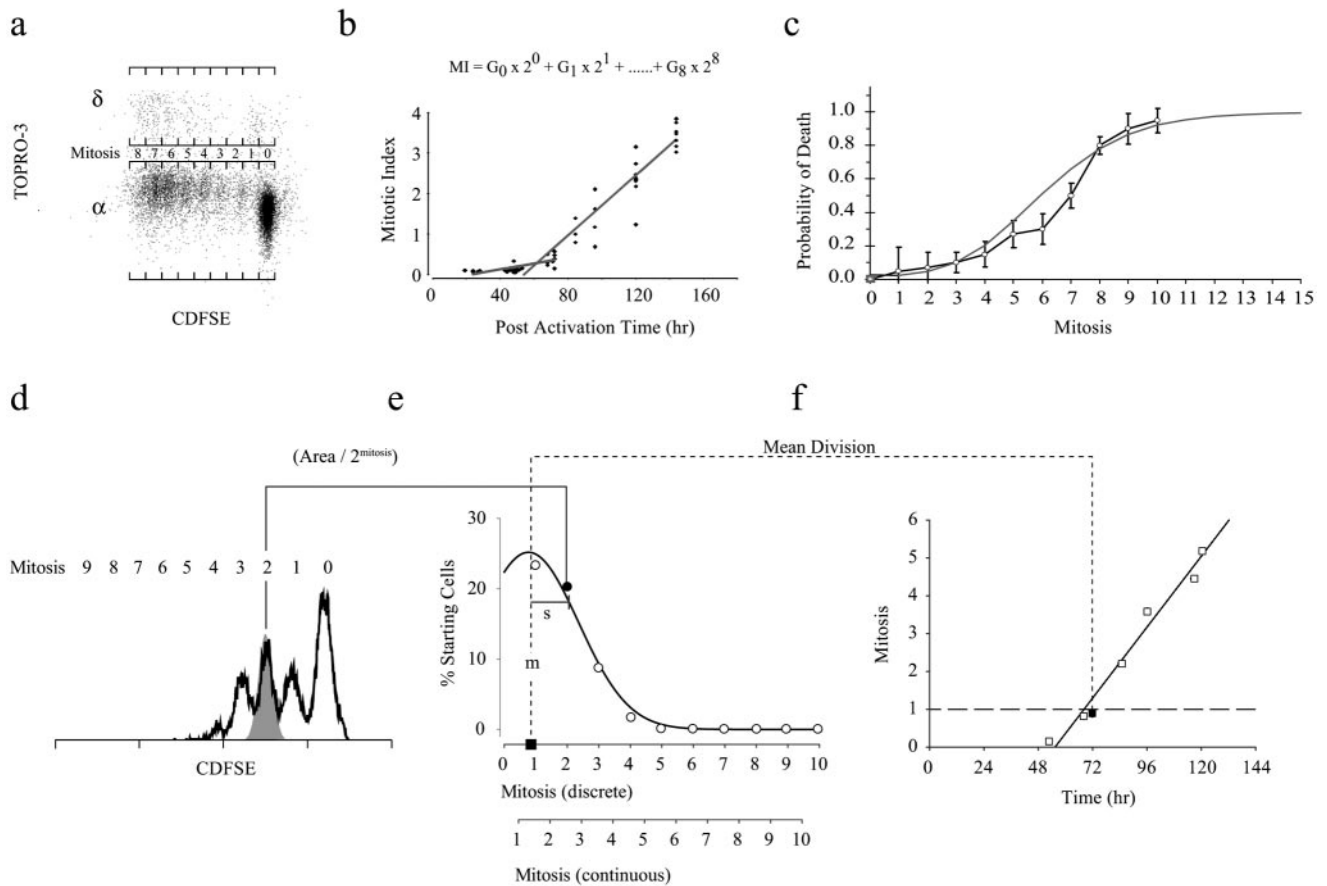 a
b
c
MI = G0 x 2^0 + G1 x 2^1 + ......+ G8 x 2^8
TOPRO-3
δ
Mitosis 8 7 6 5 4 3 2 1 0
α
CDFSE
Mitotic Index
4
3
2
1
0
0 40 80 120 160
Post Activation Time (hr)
Probability of Death
1.0
0.8
0.6
0.4
0.2
0.0
0 1 2 3 4 5 6 7 8 9 10 11 12 13 14 15
Mitosis
d
e
f
(Area / 2^mitosis)
Mean Division
Mitosis 9 8 7 6 5 4 3 2 1 0
CDFSE
% Starting Cells
30
20
10
0
s
m
0 1 2 3 4 5 6 7 8 9 10
Mitosis (discrete)
1 2 3 4 5 6 7 8 9 10
Mitosis (continuous)
Mitosis
6
5
4
3
2
1
0
0 24 48 72 96 120 144
Time (hr)